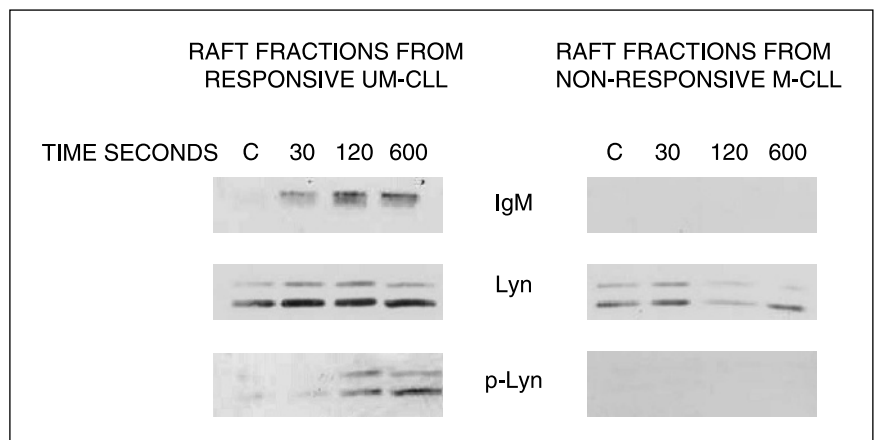 RAFT FRACTIONS FROM
RESPONSIVE UM-CLL
RAFT FRACTIONS FROM
NON-RESPONSIVE M-CLL
TIME SECONDS C 30 120 600
C 30 120 600
IgM
Lyn
p-Lyn